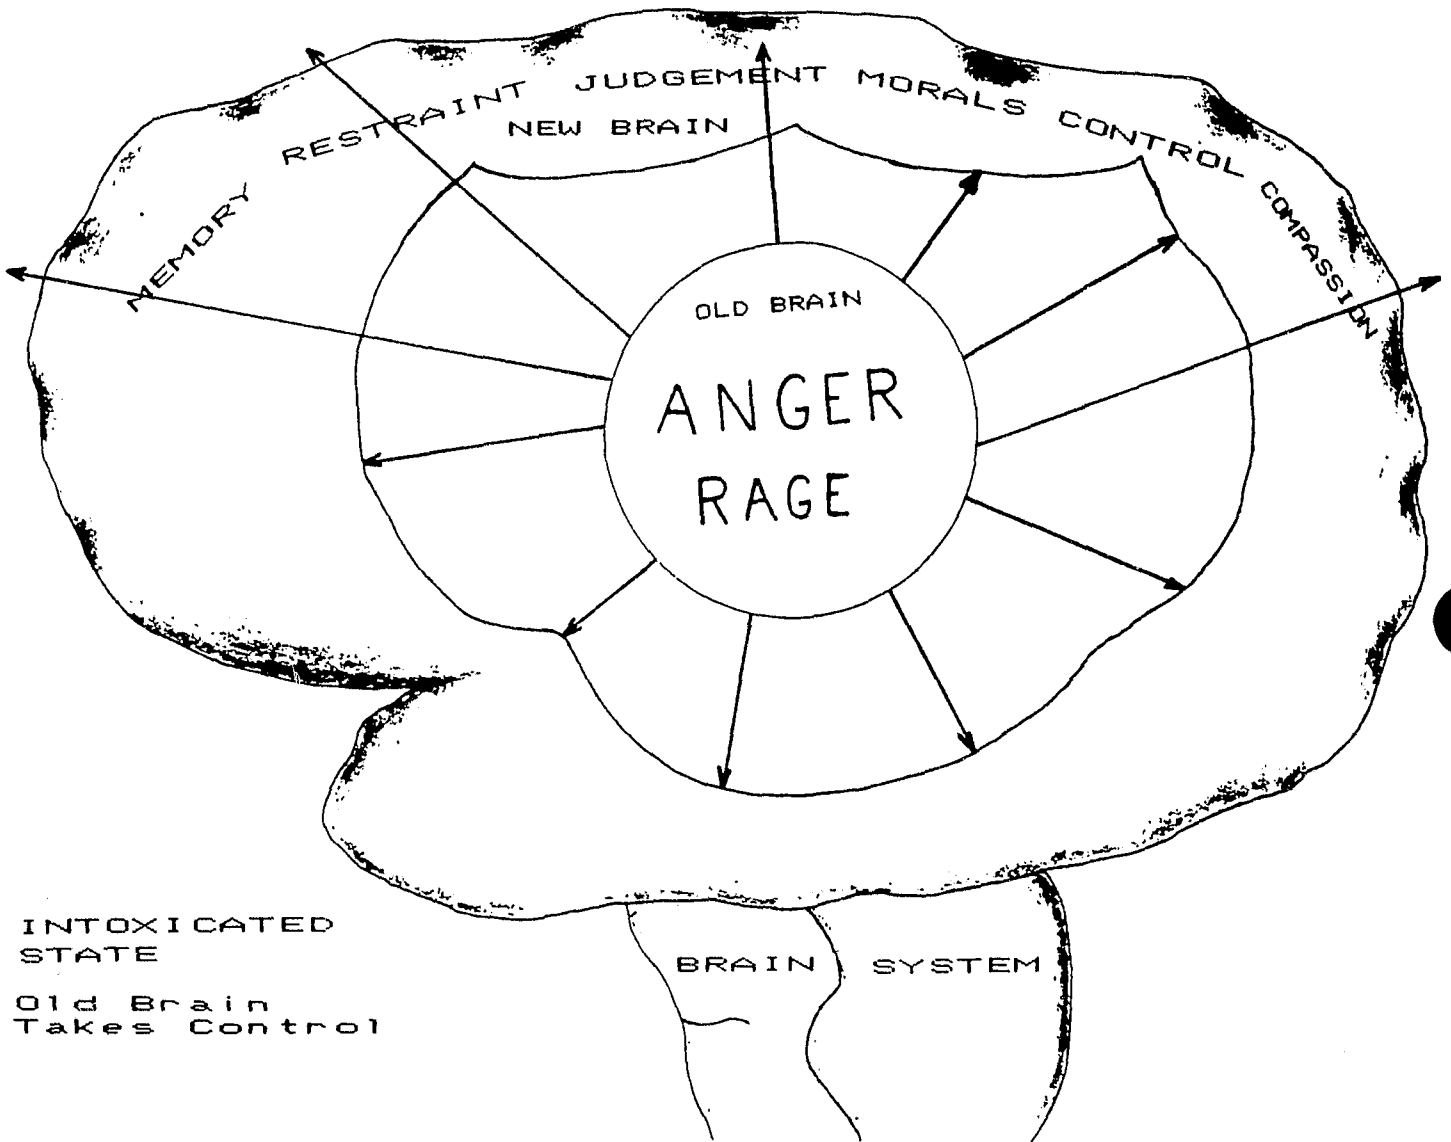 MEMORY RESTRAINT JUDGEMENT MORALS CONTROL COMPASSION
NEW BRAIN
OLD BRAIN
ANGER
RAGE
INTOXICATED
STATE
Old Brain
Takes Control
BRAIN SYSTEM